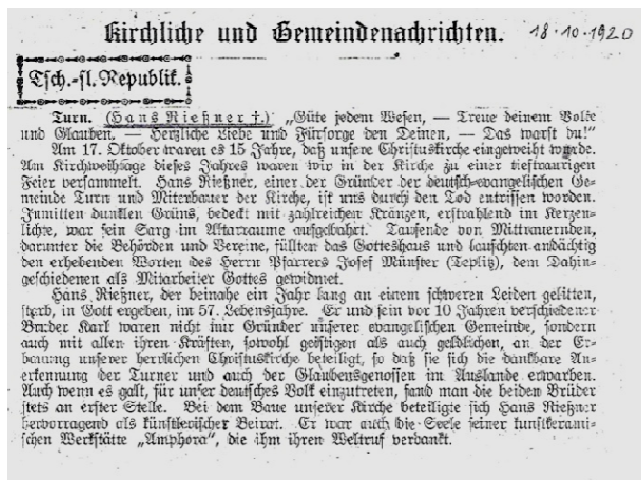 Kirchliche und Gemeindenachrichten. 18.10.1920
Tsch.-sl. Republik.
Turn. (Hans Rießner †.) „Güte jedem Wesen, — Treue deinem Volke
und Glauben. — Herzliche Liebe und Fürsorge den Deinen, — Das warst du!"
Am 17. Oktober waren es 15 Jahre, daß unsere Christuskirche eingeweiht wurde.
Am Kirchweihtage dieses Jahres waren wir in der Kirche zu einer tieftraurigen
Feier versammelt. Hans Rießner, einer der Gründer der deutsch-evangelischen Ge-
meinde Turn und Miterbauer der Kirche, ist uns durch den Tod entrissen worden.
Inmitten dunklen Grüns, bedeckt mit zahlreichen Kränzen, erstrahlend im Kerzen-
lichte, war sein Sarg im Altarraume aufgebahrt. Tausende von Mittrauernden,
darunter die Behörden und Vereine, füllten das Gotteshaus und lauschten andächtig
den erhebenden Worten des Herrn Pfarrers Josef Münster (Teplitz), dem Dahin-
geschiedenen als Mitarbeiter Gottes gewidmet.
Hans Rießner, der beinahe ein Jahr lang an einem schweren Leiden gelitten,
starb, in Gott ergeben, im 57. Lebensjahre. Er und sein vor 10 Jahren verschiedener
Bruder Karl waren nicht nur Gründer unserer evangelischen Gemeinde, sondern
auch mit allen ihren Kräften, sowohl geistigen als auch geldlichen, an der Er-
bauung unserer herrlichen Christuskirche beteiligt, so daß sie sich die dankbare An-
erkennung der Turner und auch der Glaubensgenossen im Auslande erwarben.
Auch wenn es galt, für unser deutsches Volk einzutreten, fand man die beiden Brüder
stets an erster Stelle. Bei dem Baue unserer Kirche beteiligte sich Hans Rießner
hervorragend als künstlerischer Beirat. Er war auch die Seele seiner kunstkerami-
schen Werkstätte „Amphora", die ihm ihren Weltruf verdankt.